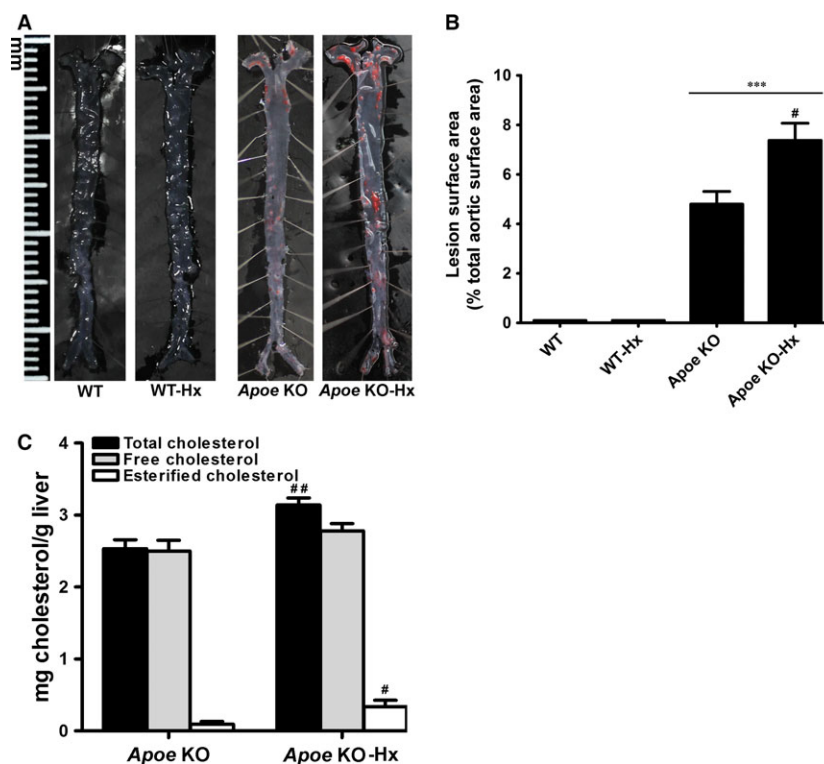 A
mm
WT
WT-Hx
Apoe KO
Apoe KO-Hx
B
Lesion surface area
(% total aortic surface area)
10
8
6
4
2
0
***
#
WT
WT-Hx
Apoe KO
Apoe KO-Hx
C
mg cholesterol/g liver
4
3
2
1
0
Total cholesterol
Free cholesterol
Esterified cholesterol
##
#
Apoe KO
Apoe KO-Hx